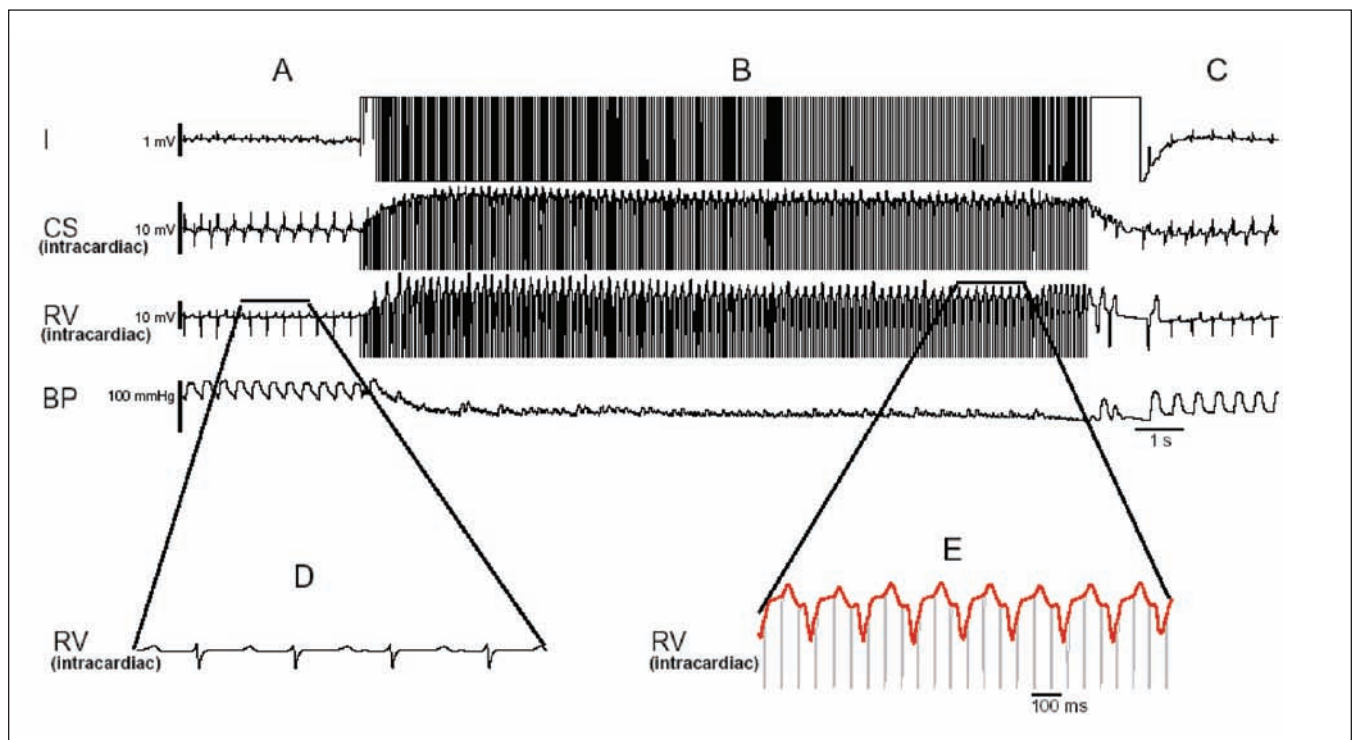 A
B
C
I
1 mV
CS
10 mV
(intracardiac)
RV
10 mV
(intracardiac)
BP
100 mmHg
1 s
D
E
RV
(intracardiac)
RV
(intracardiac)
100 ms